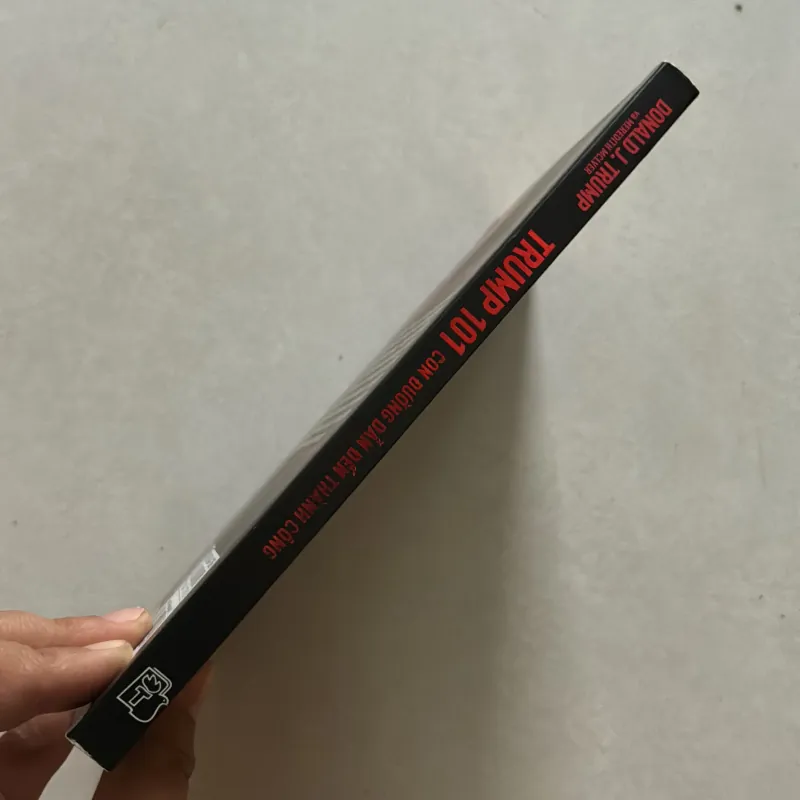 DONALD J. TRUMP
và MEREDITH MCIVER
TRUMP 101 CON ĐƯỜNG DẪN ĐẾN THÀNH CÔNG